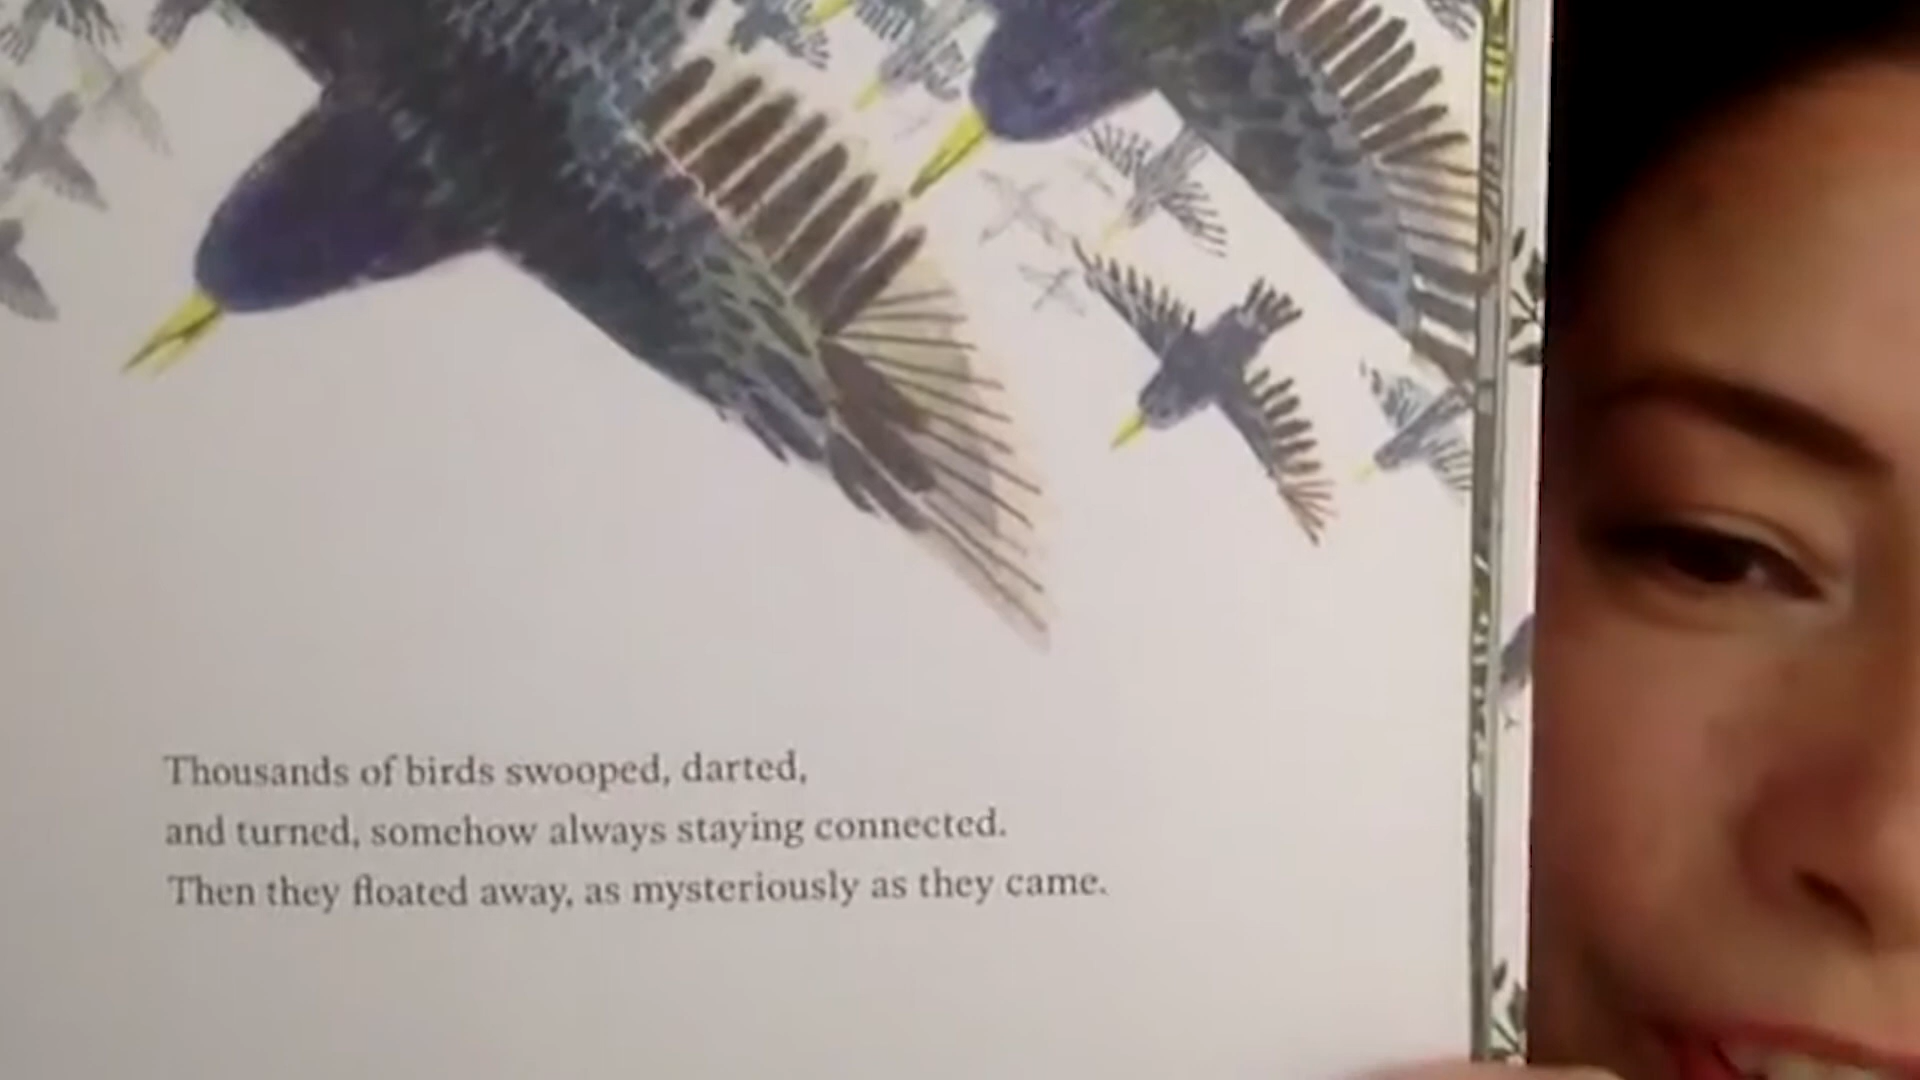 Thousands of birds swooped, darted,
and turned, somehow always staying connected.
Then they floated away, as mysteriously as they came.